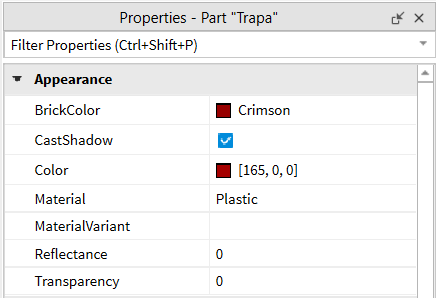 Properties - Part "Trapa"
Filter Properties (Ctrl+Shift+P)
Appearance
BrickColor Crimson
CastShadow
Color [165, 0, 0]
Material Plastic
MaterialVariant
Reflectance 0
Transparency 0